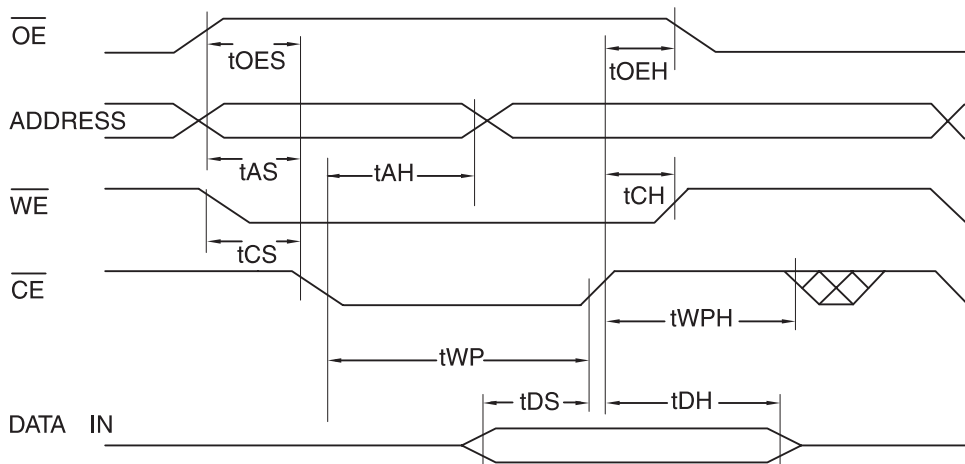 OE
tOES
tOEH
ADDRESS
tAS
tAH
tCH
WE
tCS
CE
tWPH
tWP
tDS
tDH
DATA IN